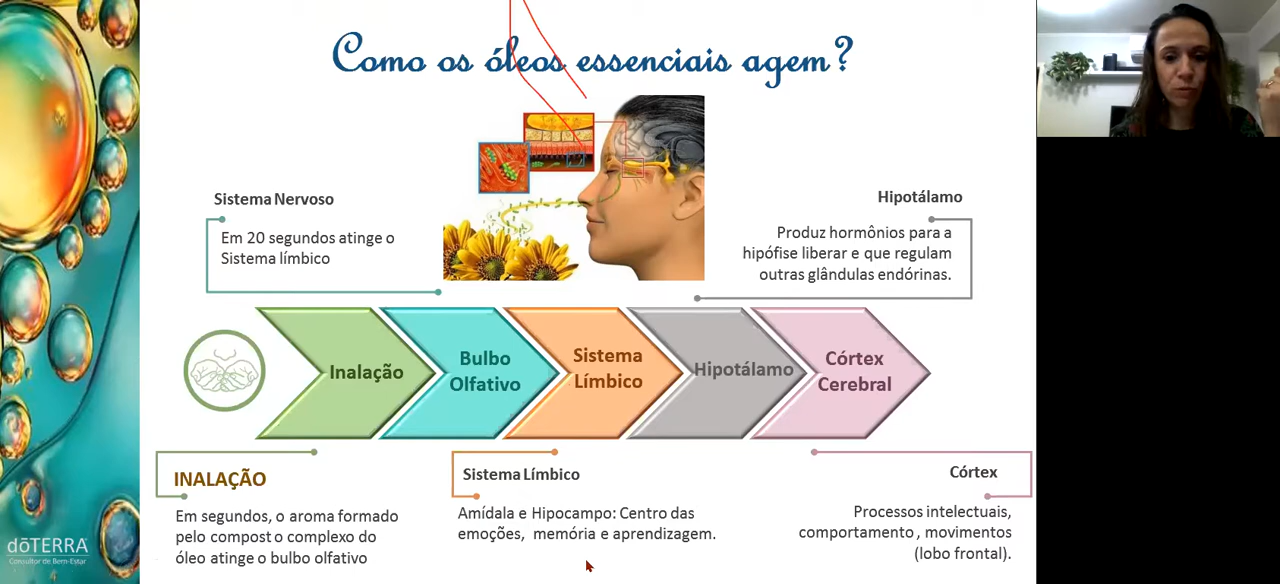 Como os óleos essenciais agem?
Sistema Nervoso
Em 20 segundos atinge o
Sistema límbico
Hipotálamo
Produz hormônios para a
hipófise liberar e que regulam
outras glândulas endórinas.
Inalação
Bulbo
Olfativo
Sistema
Límbico
Hipotálamo
Córtex
Cerebral
INALAÇÃO
Em segundos, o aroma formado
pelo composto complexo do
óleo atinge o bulbo olfativo
Sistema Límbico
Amídala e Hipocampo: Centro das
emoções, memória e aprendizagem.
Córtex
Processos intelectuais,
comportamento, movimentos
(lobo frontal).
dōTERRA
Consultor de Bem-Estar